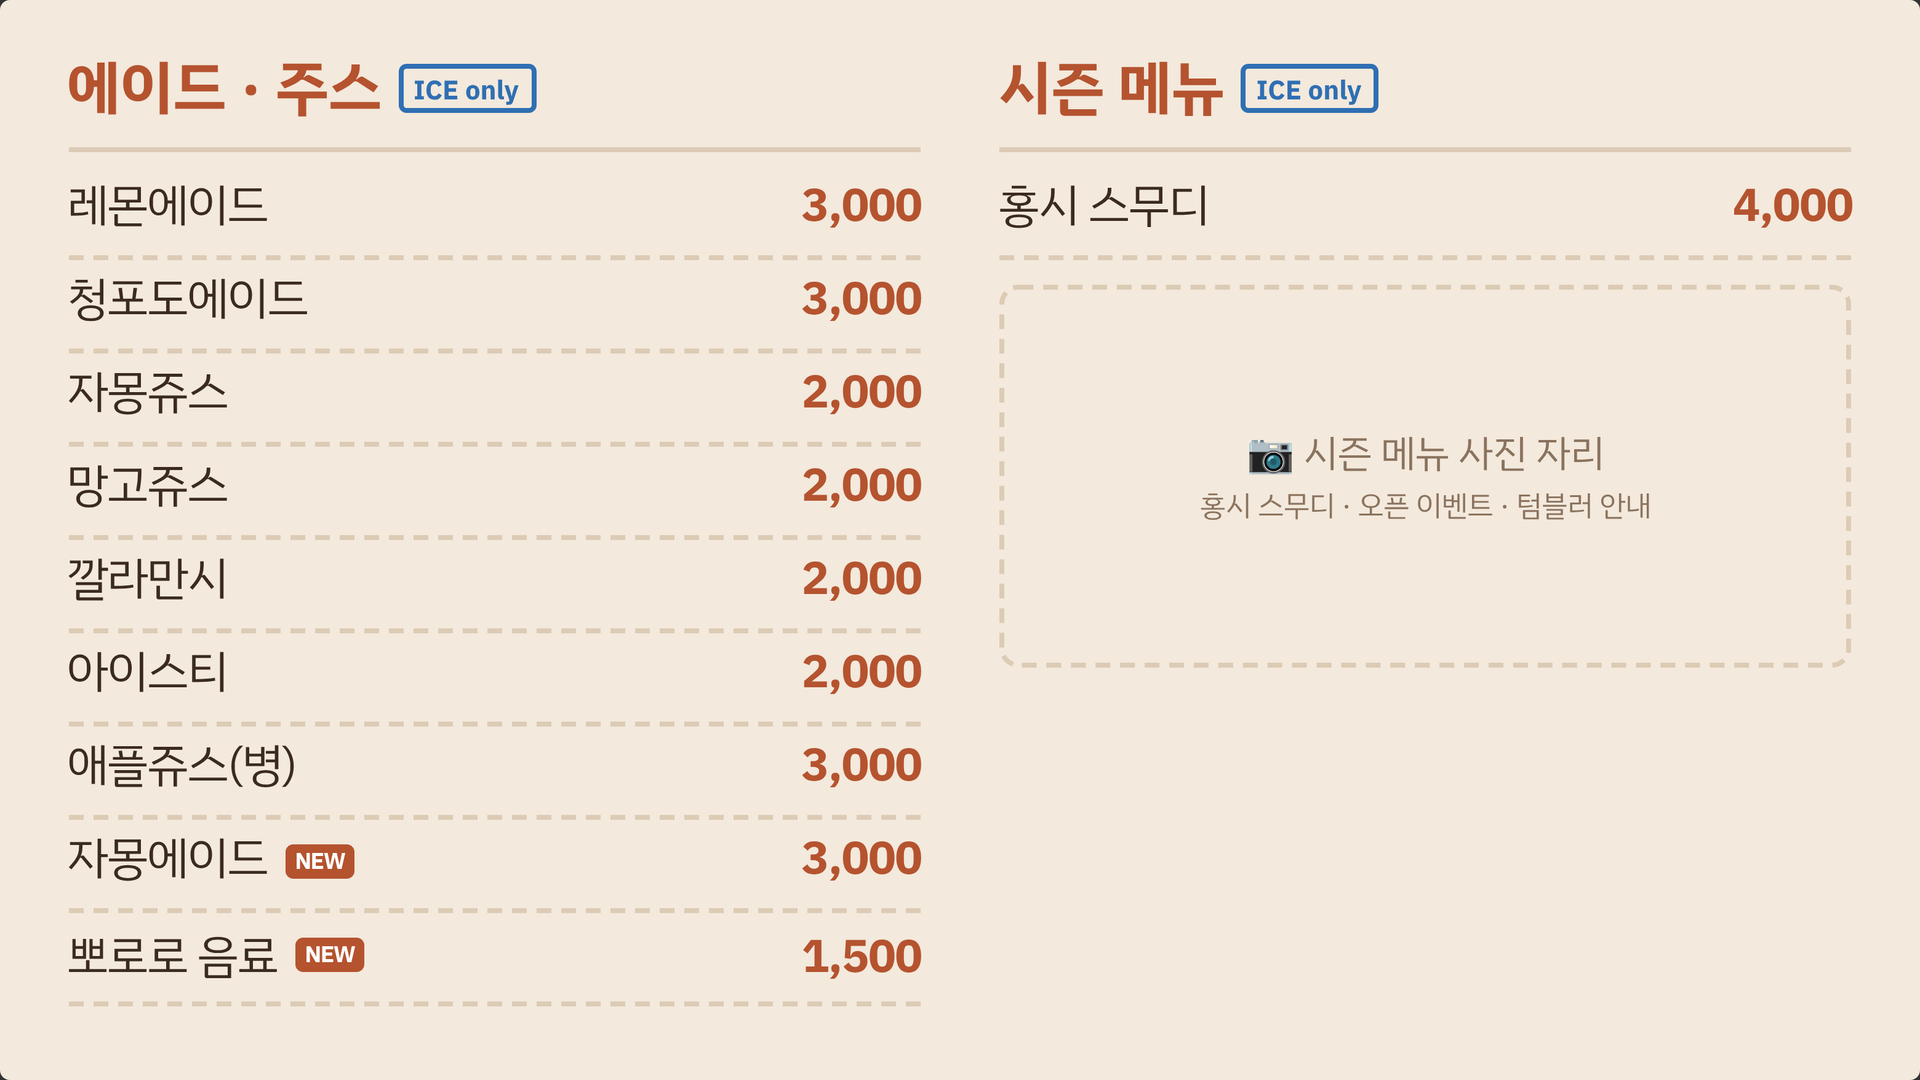 에이드 · 주스 ICE only
레몬에이드 3,000
청포도에이드 3,000
자몽쥬스 2,000
망고쥬스 2,000
깔라만시 2,000
아이스티 2,000
애플쥬스(병) 3,000
자몽에이드 NEW 3,000
뽀로로 음료 NEW 1,500
시즌 메뉴 ICE only
홍시 스무디 4,000
시즌 메뉴 사진 자리
홍시 스무디 · 오픈 이벤트 · 텀블러 안내